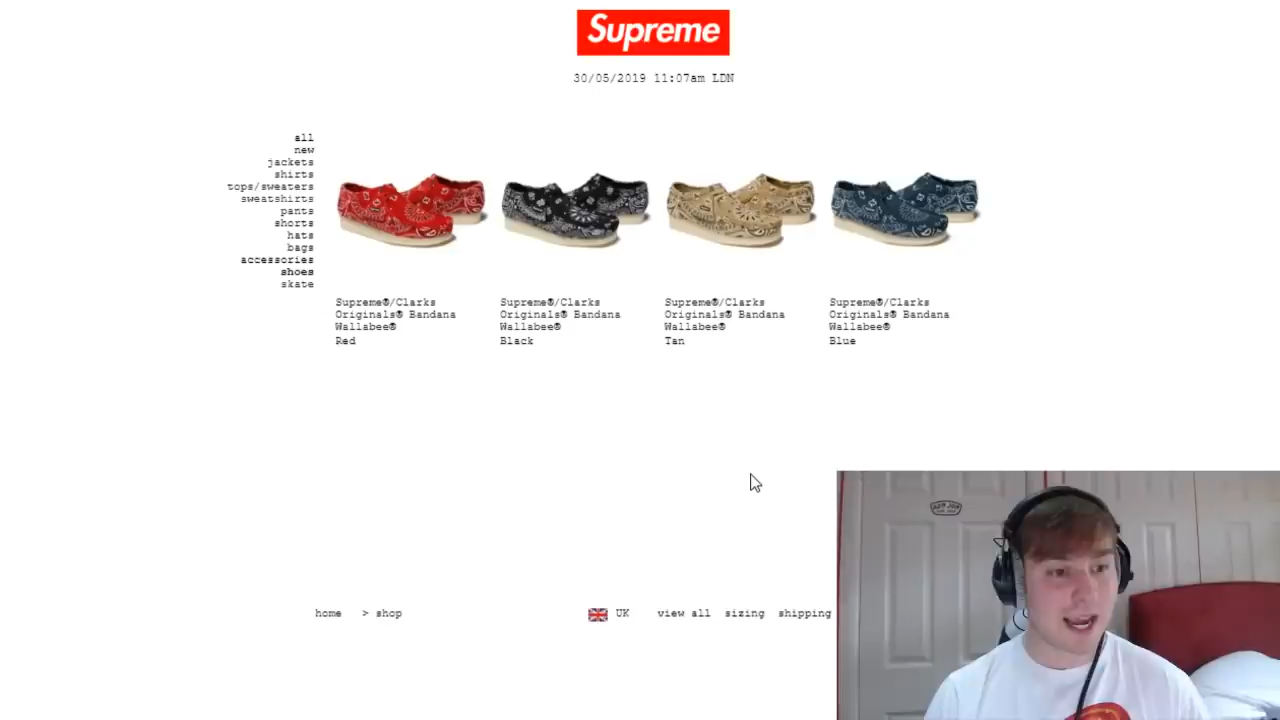 Supreme
30/05/2019 11:07am LDN
all
new
jackets
shirts
tops/sweaters
sweatshirts
pants
shorts
hats
bags
accessories
shoes
skate
Supreme®/Clarks
Originals® Bandana
Wallabee®
Red
Supreme®/Clarks
Originals® Bandana
Wallabee®
Black
Supreme®/Clarks
Originals® Bandana
Wallabee®
Tan
Supreme®/Clarks
Originals® Bandana
Wallabee®
Blue
home > shop
UK view all sizing shipping